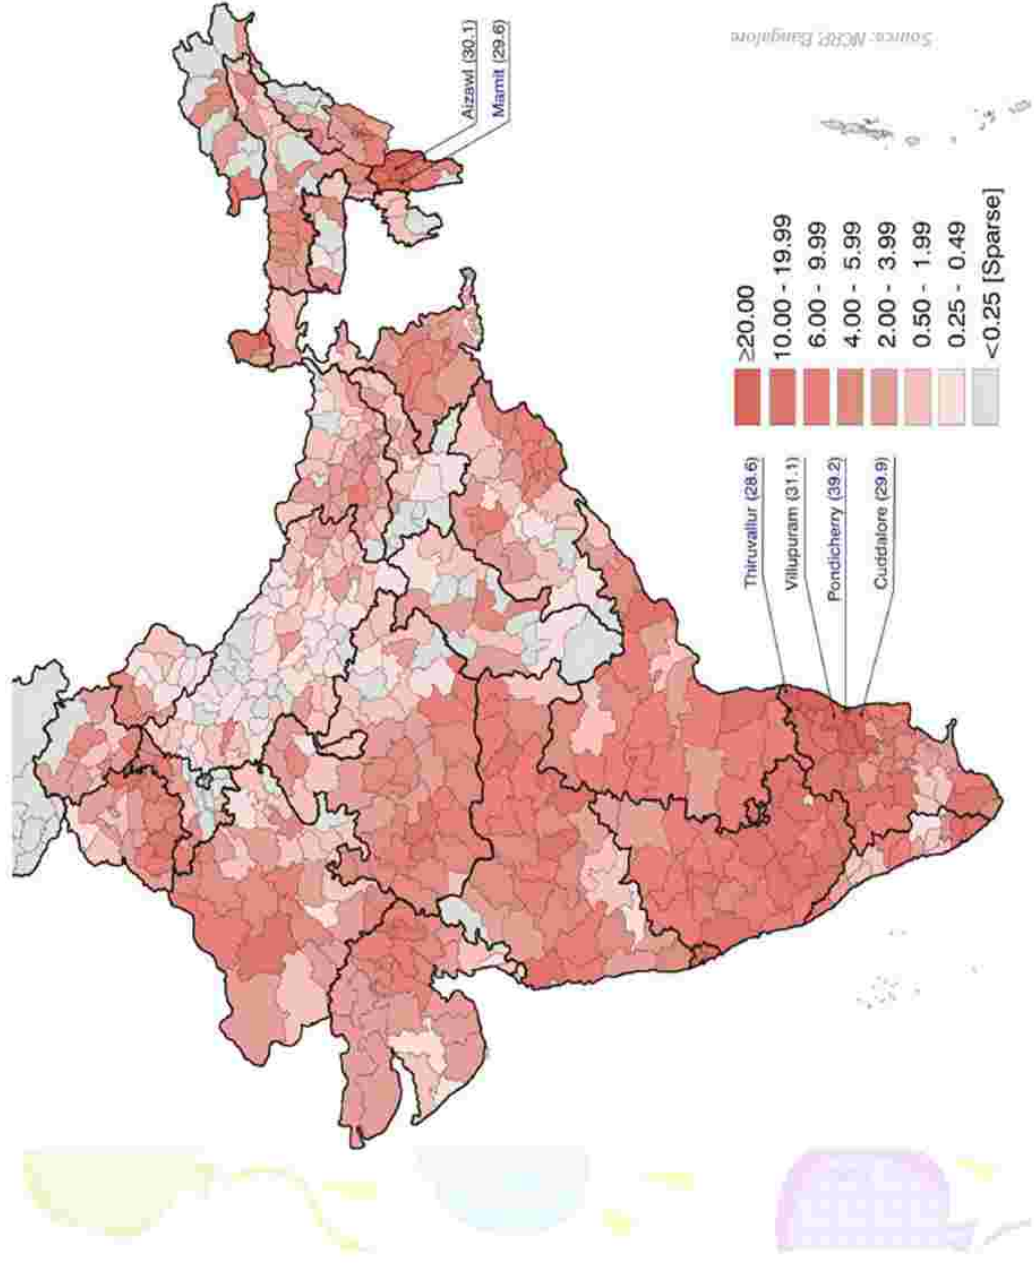 Aizawl (30.1)
Mamit (29.6)
Source: NCRP, Bangalore
≥20.00
10.00 - 19.99
6.00 - 9.99
4.00 - 5.99
2.00 - 3.99
0.50 - 1.99
0.25 - 0.49
<0.25 [Sparse]
Thiruvallur (28.6)
Villupuram (31.1)
Pondicherry (39.2)
Cuddalore (29.9)